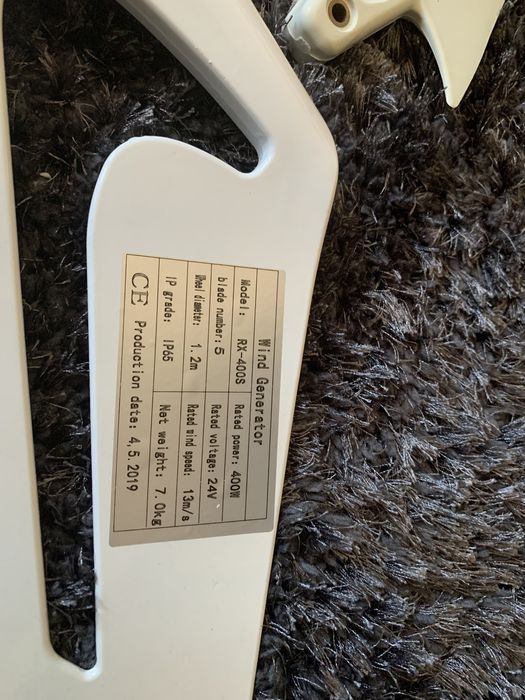 Wind Generator
Model: RX-400S Rated power: 400W
blade number: 5 Rated voltage: 24V
Wheel diameter: 1.2m Rated wind speed: 13m/s
IP grade: IP65 Net weight: 7.0kg
CE Production date: 4,5.2019